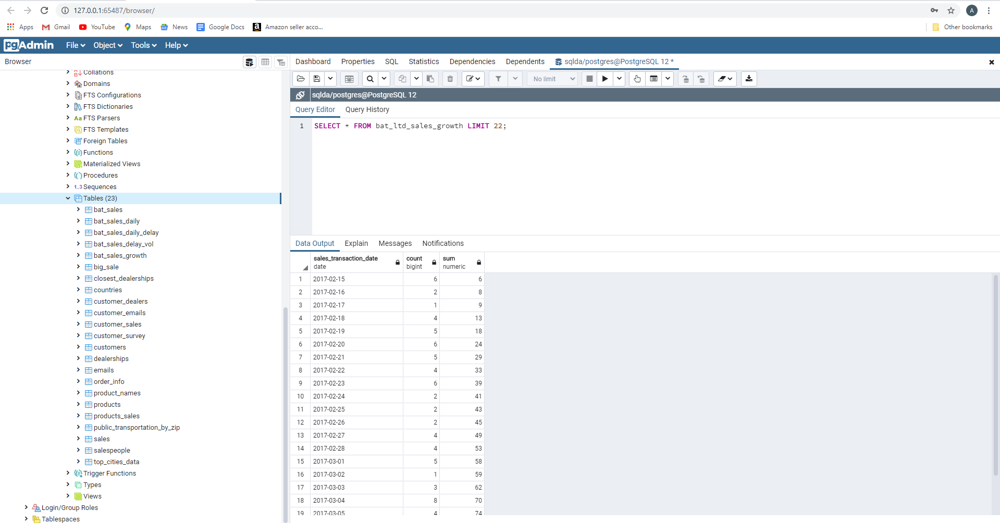 127.0.0.1:65487/browser/
A
Apps Gmail YouTube Maps News Google Docs Amazon seller acco... Other bookmarks
pgAdmin File Object Tools Help
Browser
Dashboard Properties SQL Statistics Dependencies Dependents sqlda/postgres@PostgreSQL 12 *
No limit
sqlda/postgres@PostgreSQL 12
Query Editor Query History
1 SELECT * FROM bat_ltd_sales_growth LIMIT 22;
Collations
Domains
FTS Configurations
FTS Dictionaries
Aa FTS Parsers
FTS Templates
Foreign Tables
Functions
Materialized Views
Procedures
1..3 Sequences
Tables (23)
bat_sales
bat_sales_daily
bat_sales_daily_delay
bat_sales_delay_vol
bat_sales_growth
big_sale
closest_dealerships
countries
customer_dealers
customer_emails
customer_sales
customer_survey
customers
dealerships
emails
order_info
product_names
products
products_sales
public_transportation_by_zip
sales
salespeople
top_cities_data
Trigger Functions
Types
Views
Login/Group Roles
Tablespaces
Data Output Explain Messages Notifications
sales_transaction_date count sum
date bigint numeric
1 2017-02-15 6 6
2 2017-02-16 2 8
3 2017-02-17 1 9
4 2017-02-18 4 13
5 2017-02-19 5 18
6 2017-02-20 6 24
7 2017-02-21 5 29
8 2017-02-22 4 33
9 2017-02-23 6 39
10 2017-02-24 2 41
11 2017-02-25 2 43
12 2017-02-26 2 45
13 2017-02-27 4 49
14 2017-02-28 4 53
15 2017-03-01 5 58
16 2017-03-02 1 59
17 2017-03-03 3 62
18 2017-03-04 8 70
19 2017-03-05 4 74